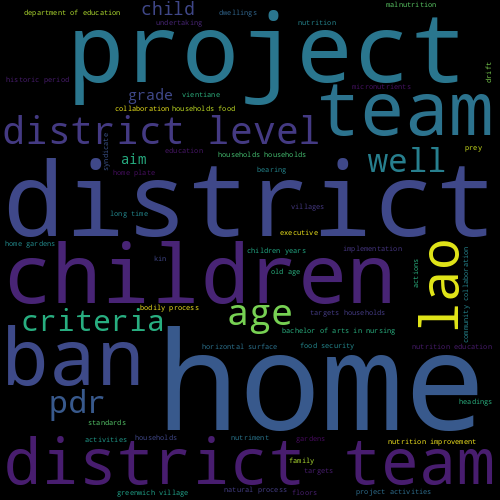 department of education
child
dwellings
malnutrition
undertaking
nutrition
project
historic period
drift
micronutrients
grade
vientiane
team
collaboration
households food
district level
syndicate
prey
aim
education
households households
well
home plate
bearing
district
villages
long time
executive
home gardens
kin
children years
implementation
children
lao
community collaboration
actions
old age
bodily process
age
targets households
criteria
bachelor of arts in nursing
ban
home
horizontal surface
food security
nutrition education
pdr
headings
standards
activities
households
nutriment
gardens
nutrition improvement
district team
family
targets
natural process
floors
project activities
greenwich village